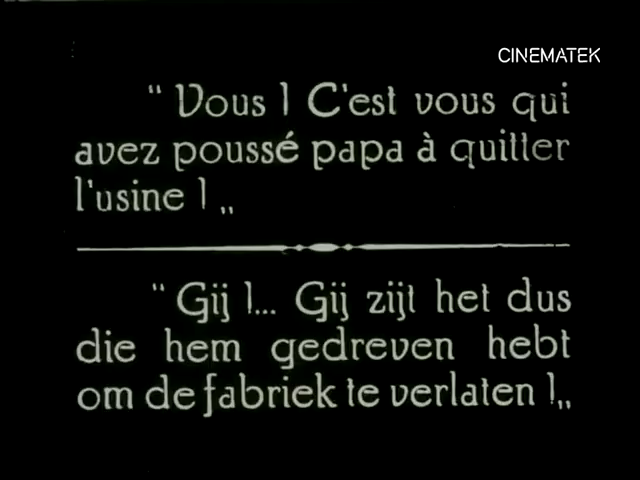 CINEMATEK
“ Vous ! C'est vous qui
avez poussé papa à quitter
l'usine ! „
“ Gij !... Gij zijt het dus
die hem gedreven hebt
om de fabriek te verlaten !„